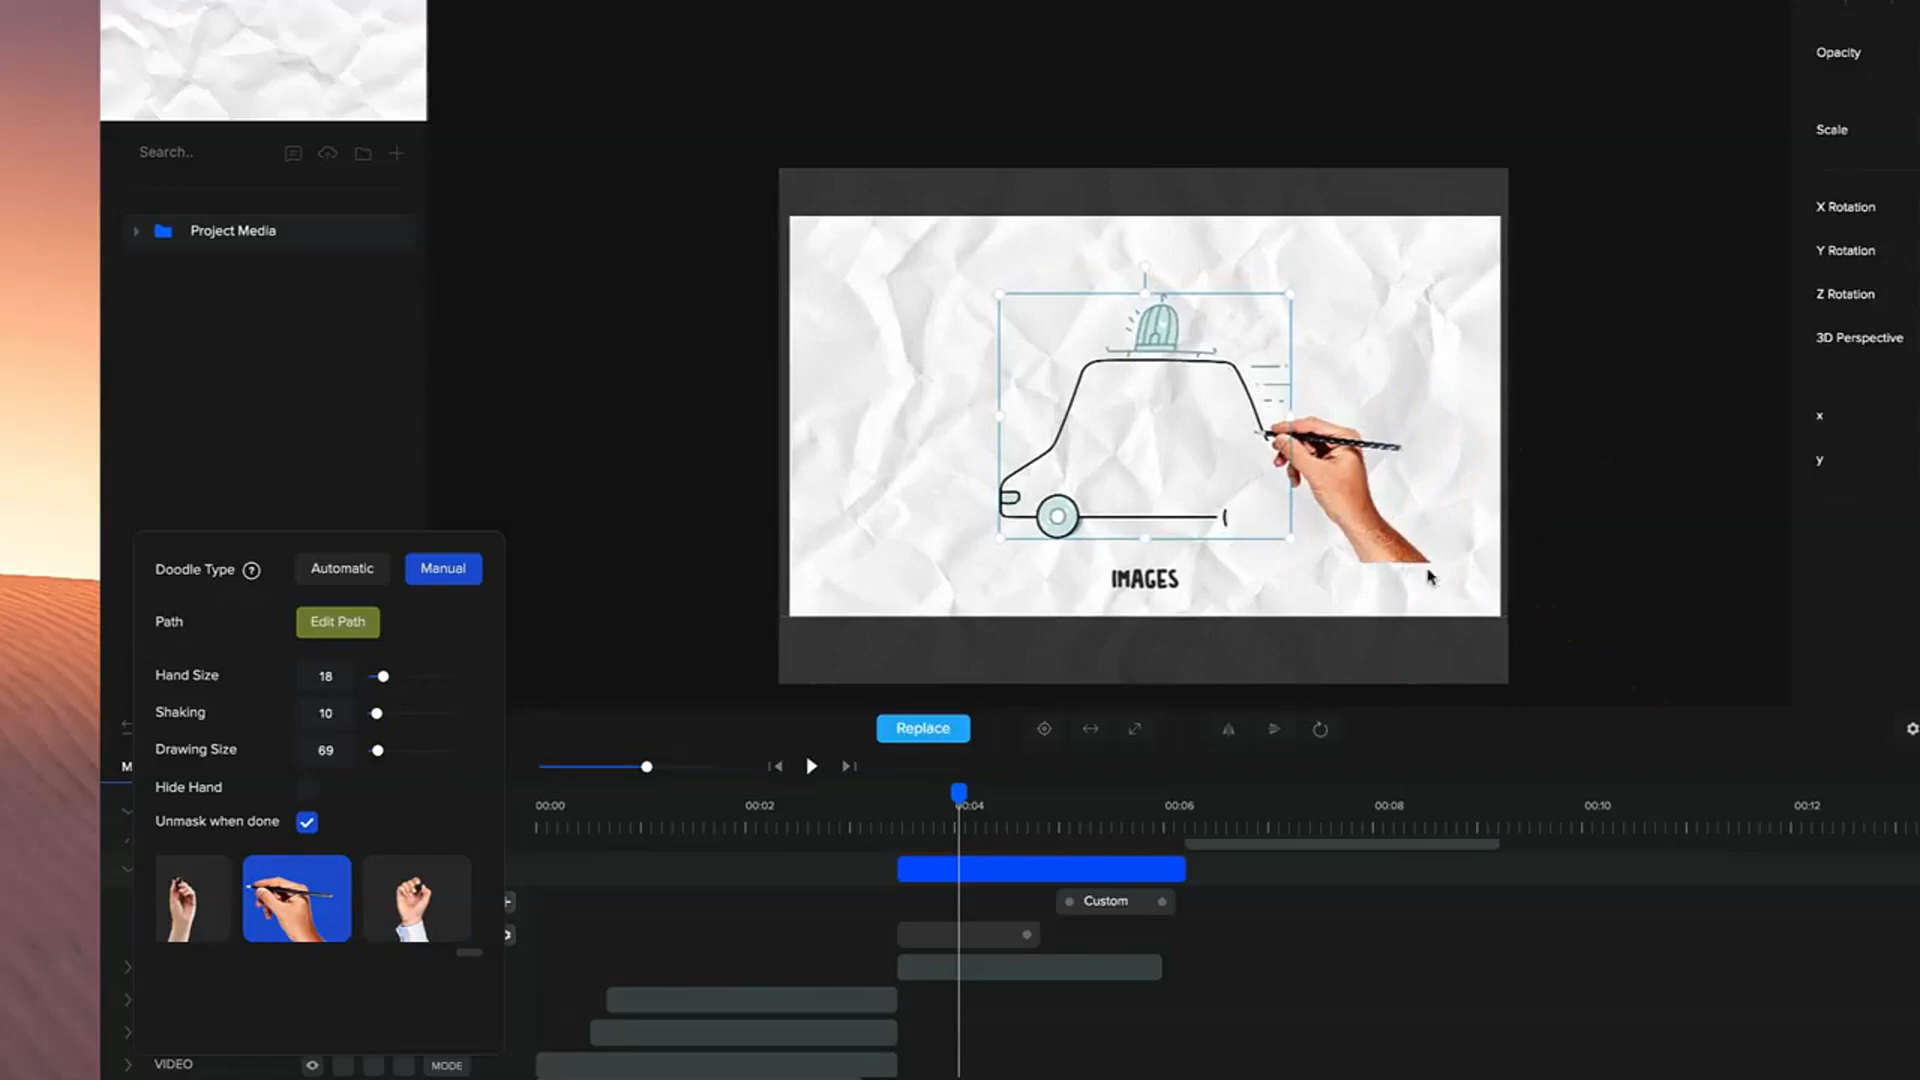 Opacity
Search..
Scale
Project Media
X Rotation
Y Rotation
Z Rotation
3D Perspective
x
y
Doodle Type ?
Automatic
Manual
IMAGES
Path
Edit Path
Hand Size
18
Shaking
10
Drawing Size
69
Replace
Hide Hand
Unmask when done
00:00
00:02
00:04
00:06
00:08
00:10
00:12
Custom
VIDEO
MODE